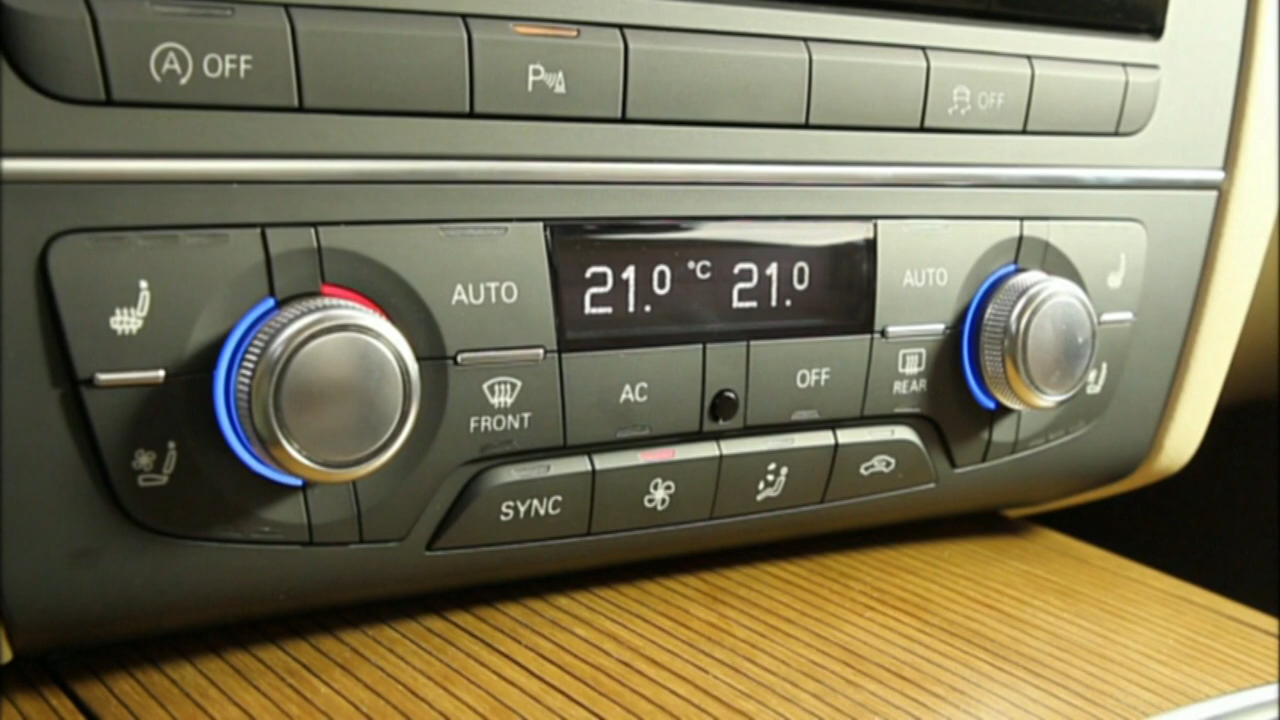 A OFF
P
OFF
AUTO
21.0 °C 21.0
AUTO
FRONT
AC
OFF
REAR
SYNC